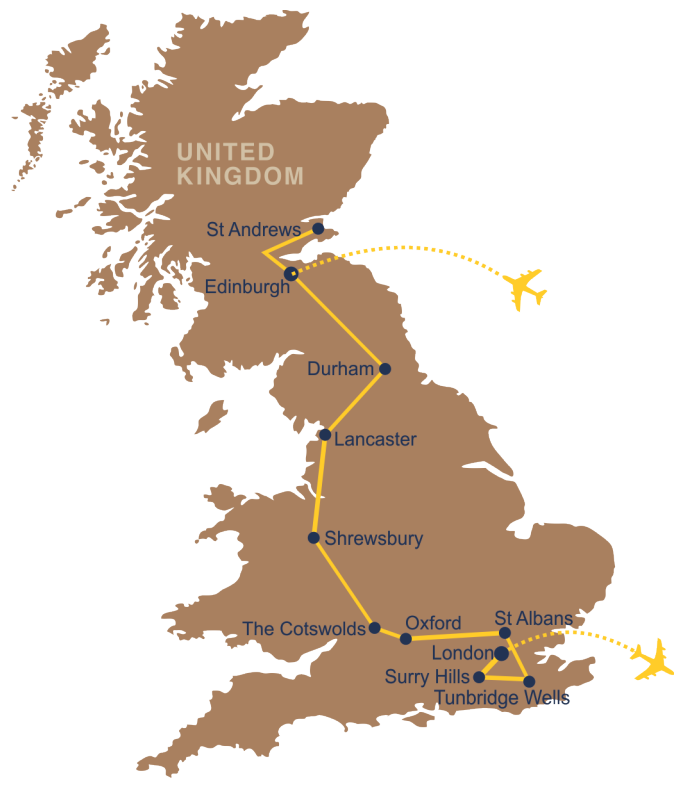 UNITED
KINGDOM
St Andrews
Edinburgh
Durham
Lancaster
Shrewsbury
The Cotswolds
Oxford
St Albans
London
Surry Hills
Tunbridge Wells